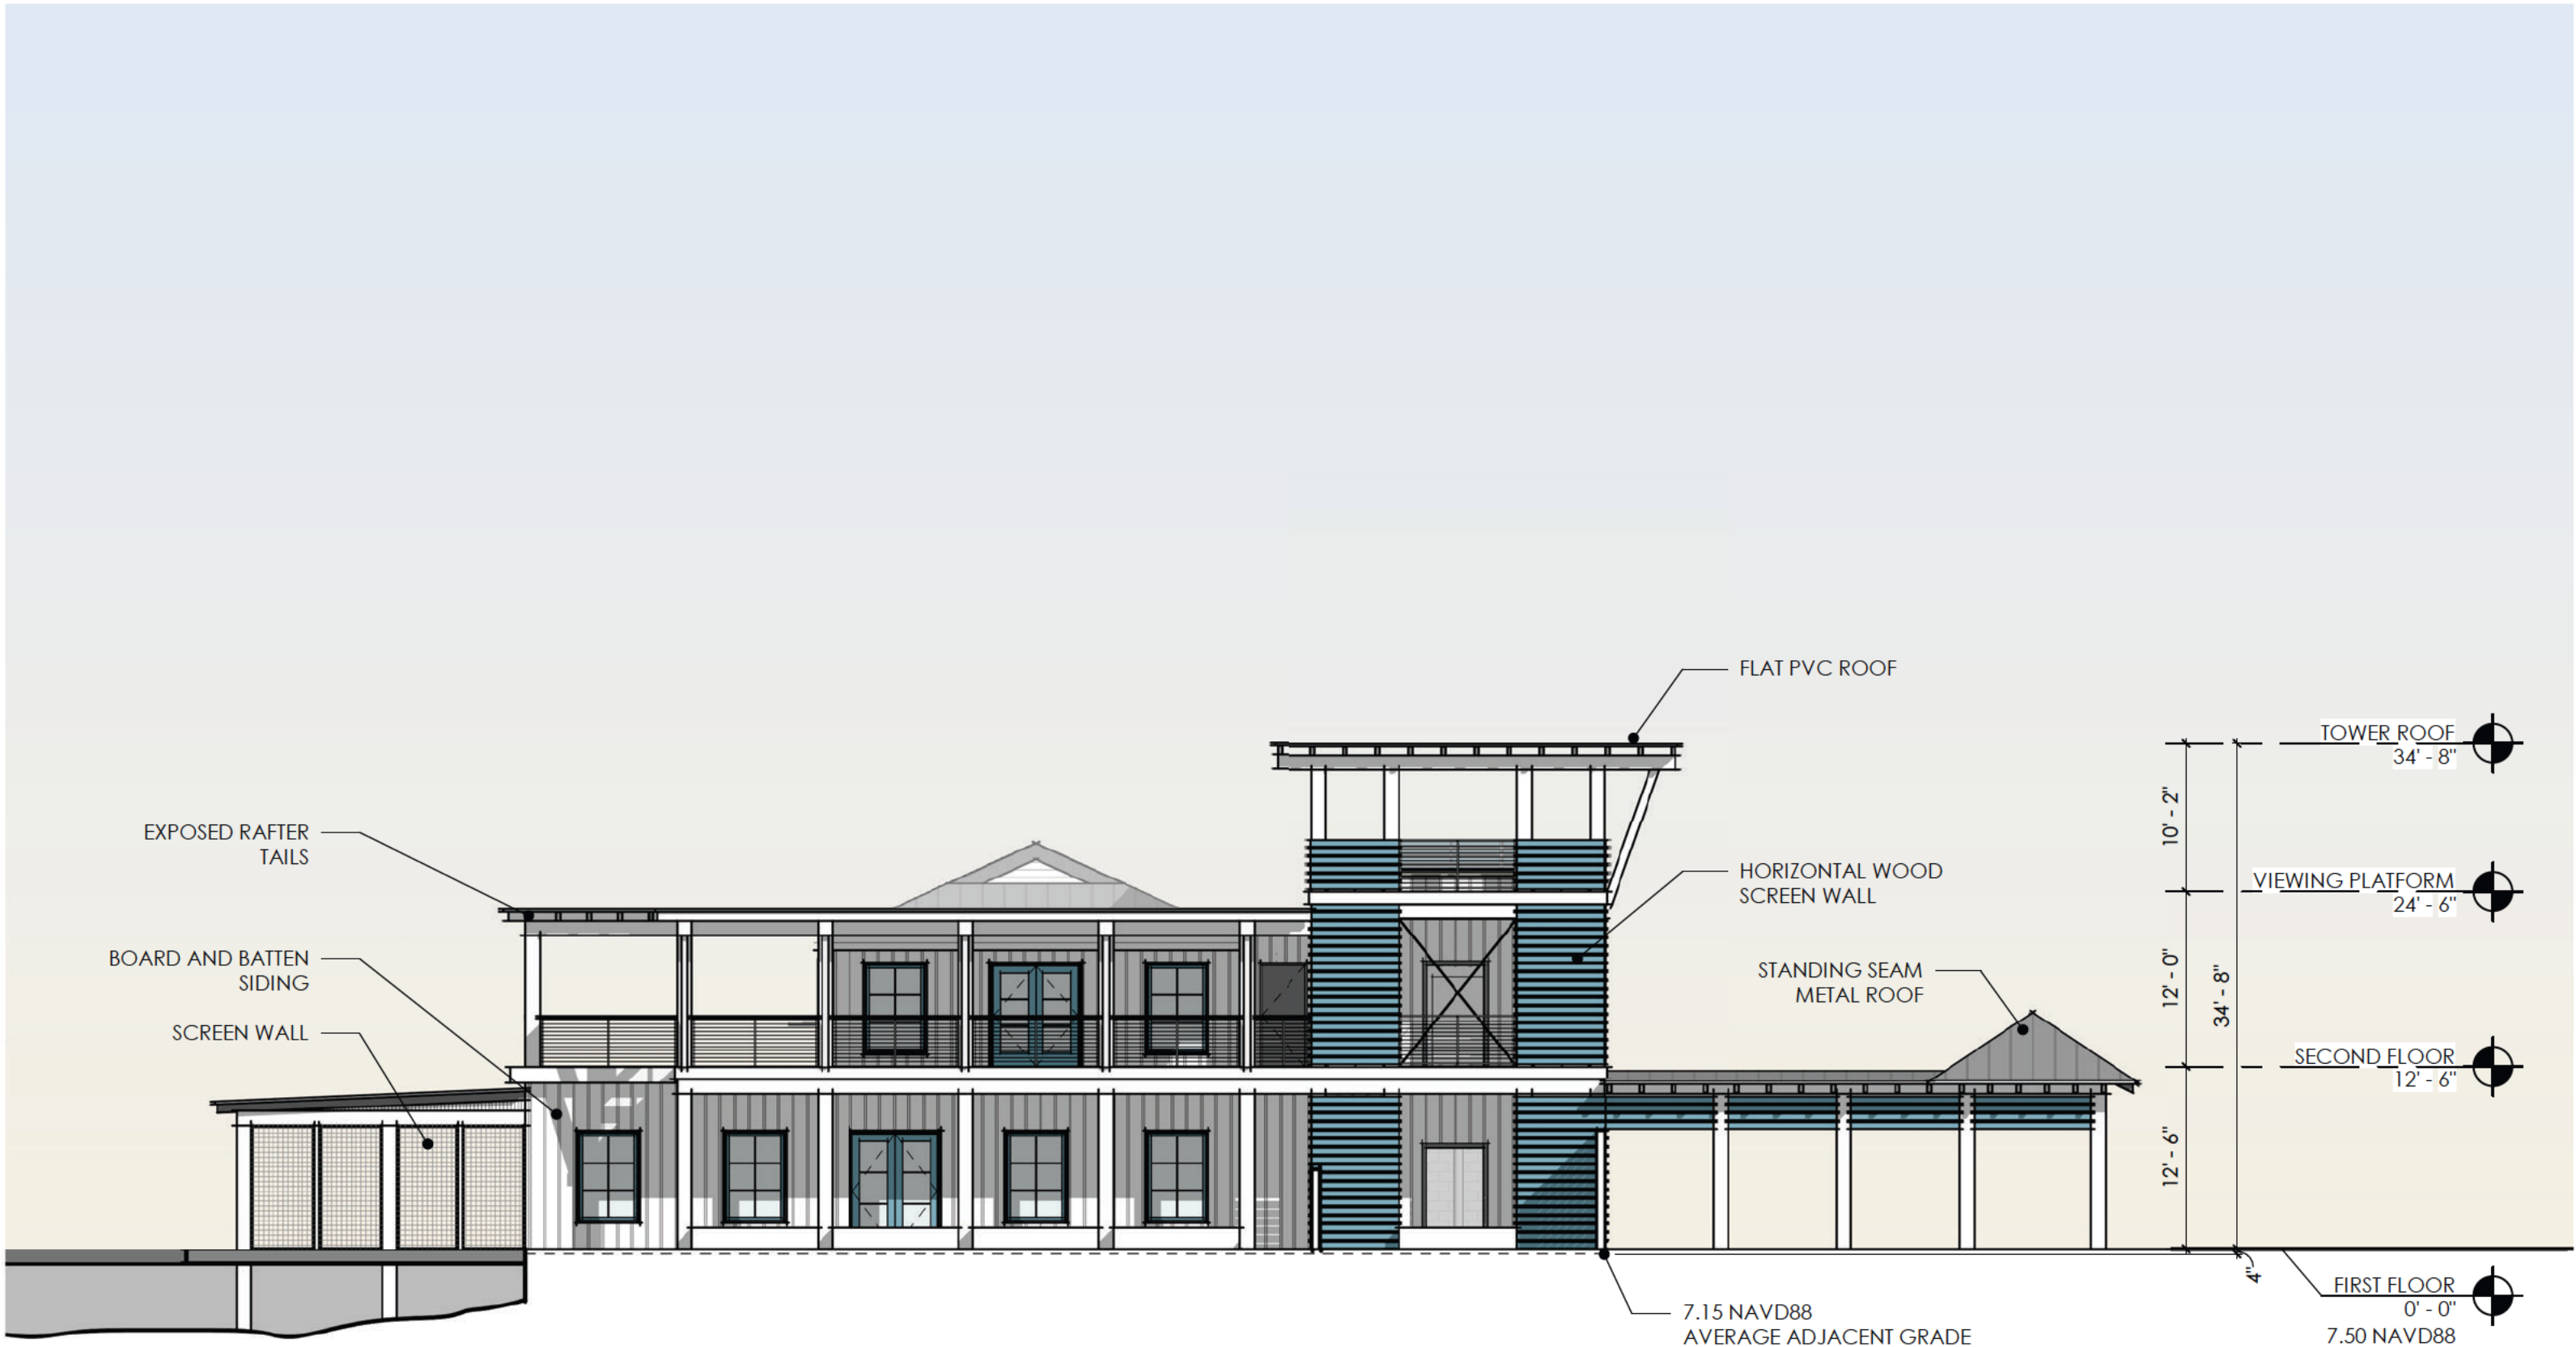 FLAT PVC ROOF
TOWER ROOF
34' - 8"
10' - 2"
EXPOSED RAFTER
TAILS
HORIZONTAL WOOD
SCREEN WALL
VIEWING PLATFORM
24' - 6"
BOARD AND BATTEN
SIDING
STANDING SEAM
METAL ROOF
12' - 0"
34' - 8"
SCREEN WALL
SECOND FLOOR
12' - 6"
12' - 6"
4"
FIRST FLOOR
0' - 0"
7.50 NAVD88
7.15 NAVD88
AVERAGE ADJACENT GRADE